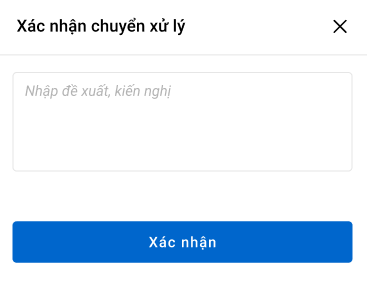 Xác nhận chuyển xử lý
Nhập đề xuất, kiến nghị
Xác nhận